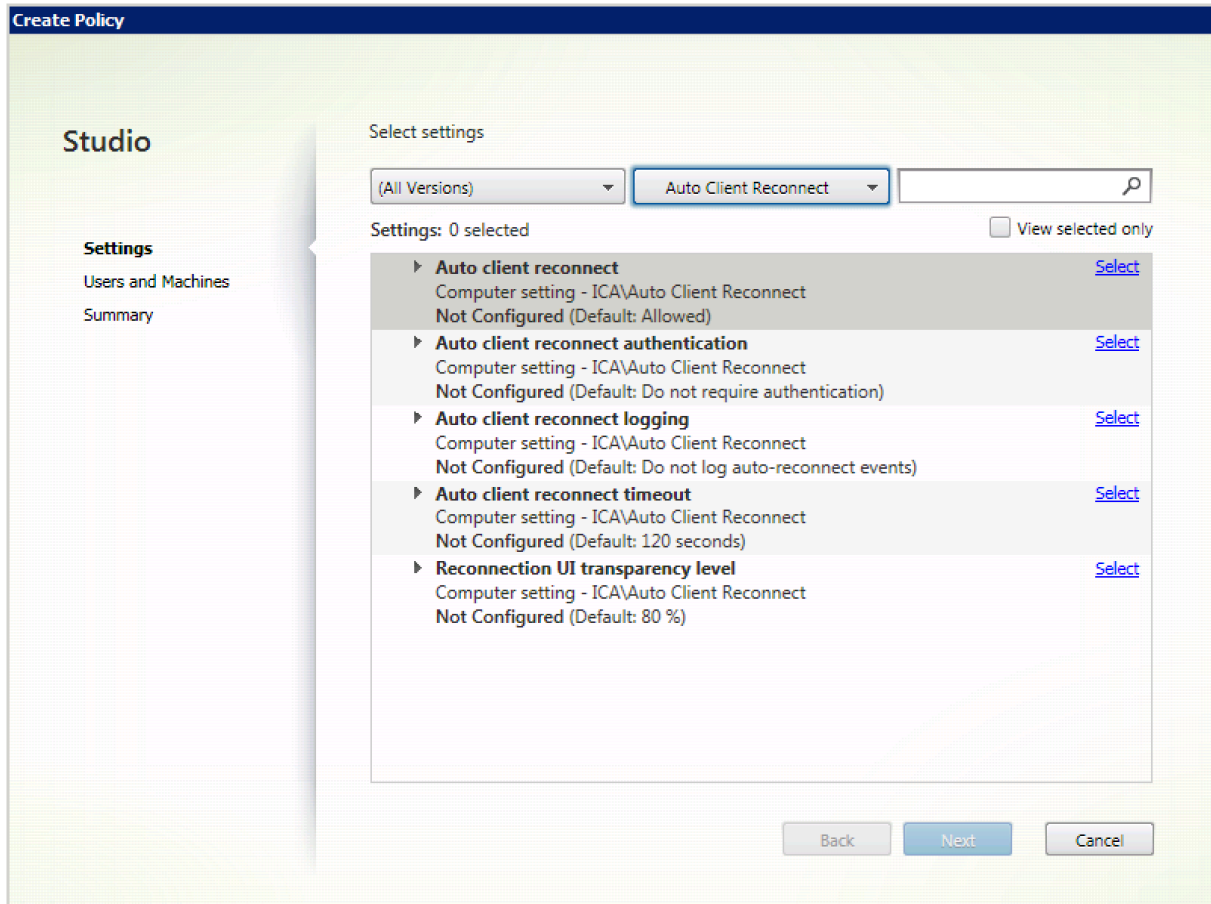 Create Policy
Studio
Settings
Users and Machines
Summary
Select settings
(All Versions)
Auto Client Reconnect
Settings: 0 selected
View selected only
Auto client reconnect
Select
Computer setting - ICA\Auto Client Reconnect
Not Configured (Default: Allowed)
Auto client reconnect authentication
Select
Computer setting - ICA\Auto Client Reconnect
Not Configured (Default: Do not require authentication)
Auto client reconnect logging
Select
Computer setting - ICA\Auto Client Reconnect
Not Configured (Default: Do not log auto-reconnect events)
Auto client reconnect timeout
Select
Computer setting - ICA\Auto Client Reconnect
Not Configured (Default: 120 seconds)
Reconnection UI transparency level
Select
Computer setting - ICA\Auto Client Reconnect
Not Configured (Default: 80 %)
Back
Next
Cancel